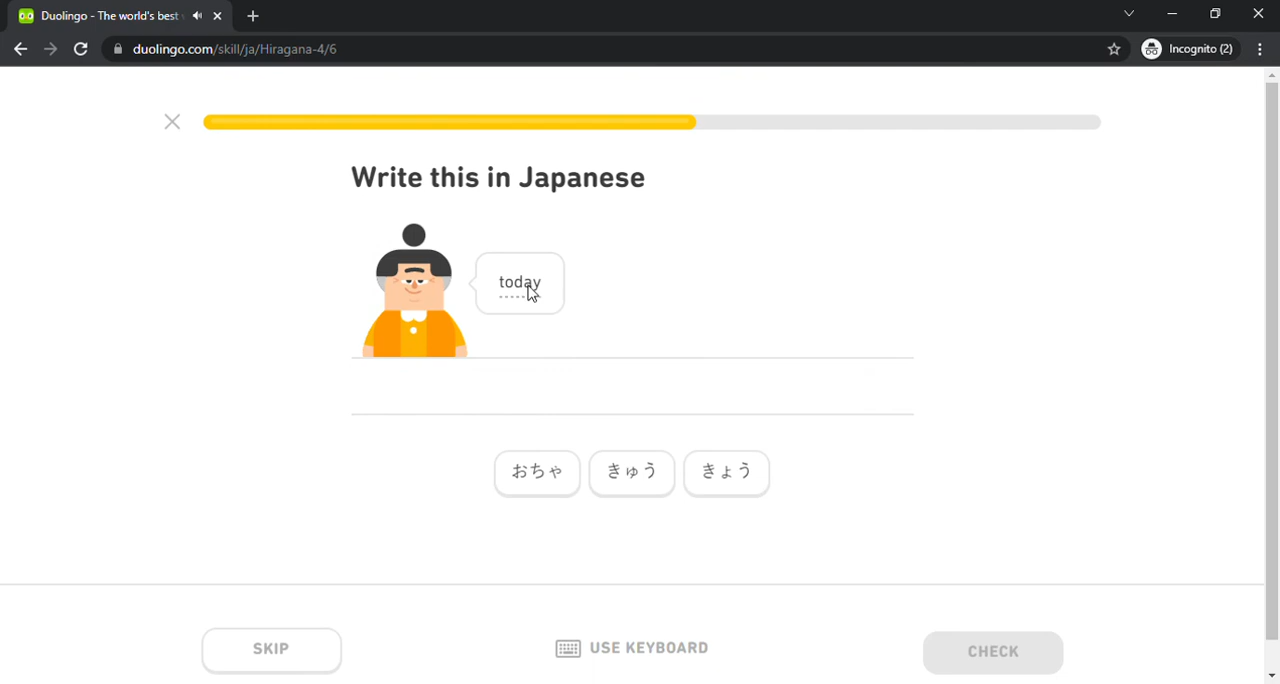 Duolingo - The world's best
duolingo.com/skill/ja/Hiragana-4/6
Incognito (2)
Write this in Japanese
today
おちゃ きゅう きょう
SKIP
USE KEYBOARD
CHECK